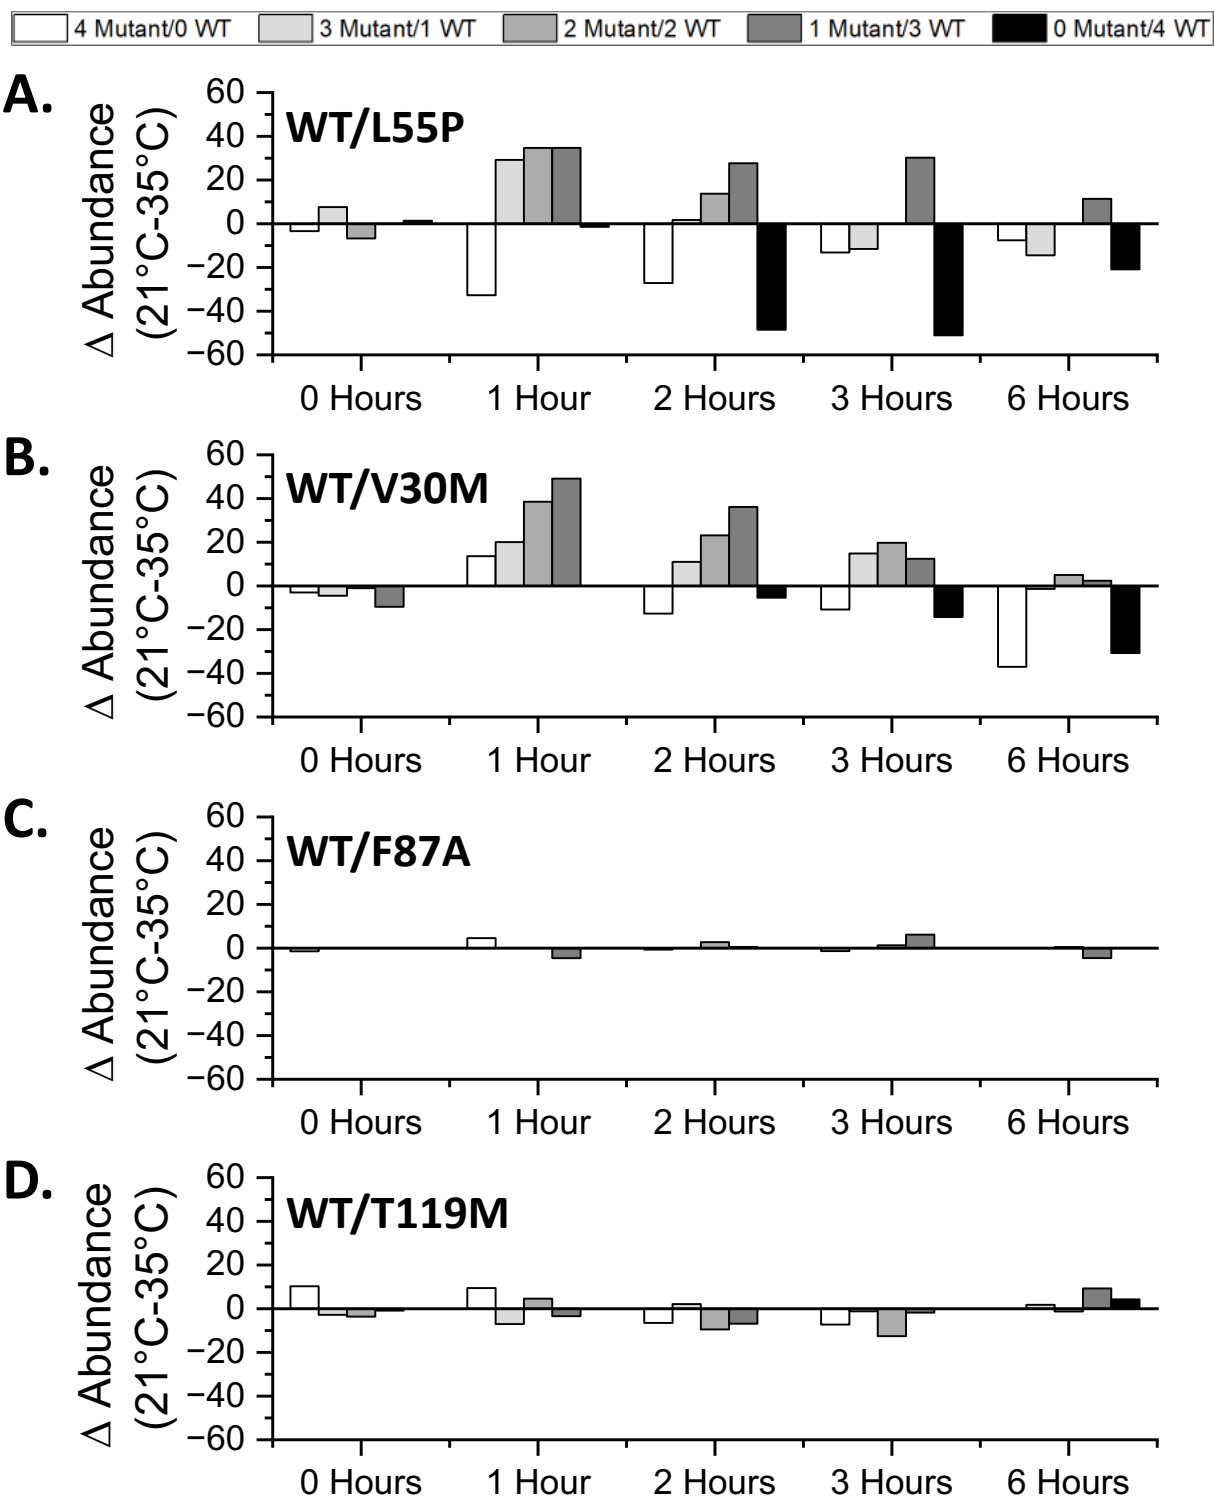 4 Mutant/0 WT 3 Mutant/1 WT 2 Mutant/2 WT 1 Mutant/3 WT 0 Mutant/4 WT
A.
WT/L55P
Δ Abundance
(21°C-35°C)
60
40
20
0
−20
−40
−60
0 Hours 1 Hour 2 Hours 3 Hours 6 Hours
B.
WT/V30M
Δ Abundance
(21°C-35°C)
60
40
20
0
−20
−40
−60
0 Hours 1 Hour 2 Hours 3 Hours 6 Hours
C.
WT/F87A
Δ Abundance
(21°C-35°C)
60
40
20
0
−20
−40
−60
0 Hours 1 Hour 2 Hours 3 Hours 6 Hours
D.
WT/T119M
Δ Abundance
(21°C-35°C)
60
40
20
0
−20
−40
−60
0 Hours 1 Hour 2 Hours 3 Hours 6 Hours